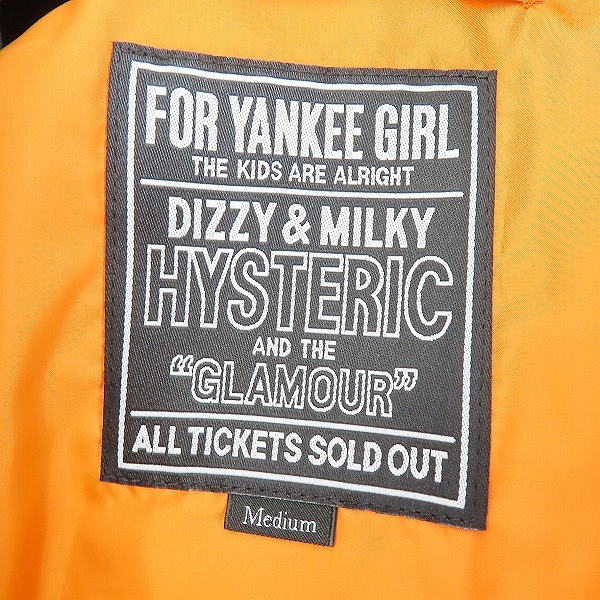 FOR YANKEE GIRL
THE KIDS ARE ALRIGHT
DIZZY & MILKY
HYSTERIC
AND THE
“GLAMOUR”
ALL TICKETS SOLD OUT
Medium